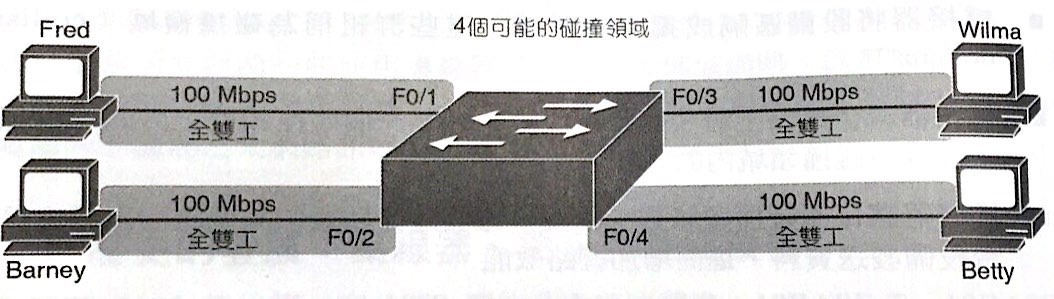 4個可能的碰撞領域
Fred
100 Mbps
F0/1
全雙工
Wilma
F0/3
100 Mbps
全雙工
Barney
100 Mbps
全雙工
F0/2
Betty
100 Mbps
F0/4
全雙工